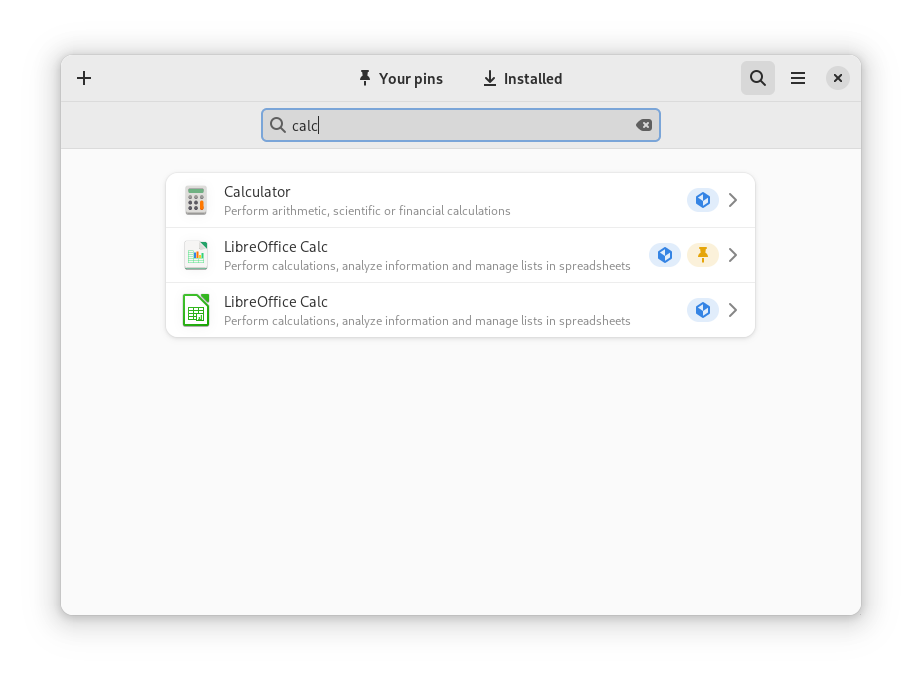 Your pins
Installed
calc
Calculator
Perform arithmetic, scientific or financial calculations
LibreOffice Calc
Perform calculations, analyze information and manage lists in spreadsheets
LibreOffice Calc
Perform calculations, analyze information and manage lists in spreadsheets